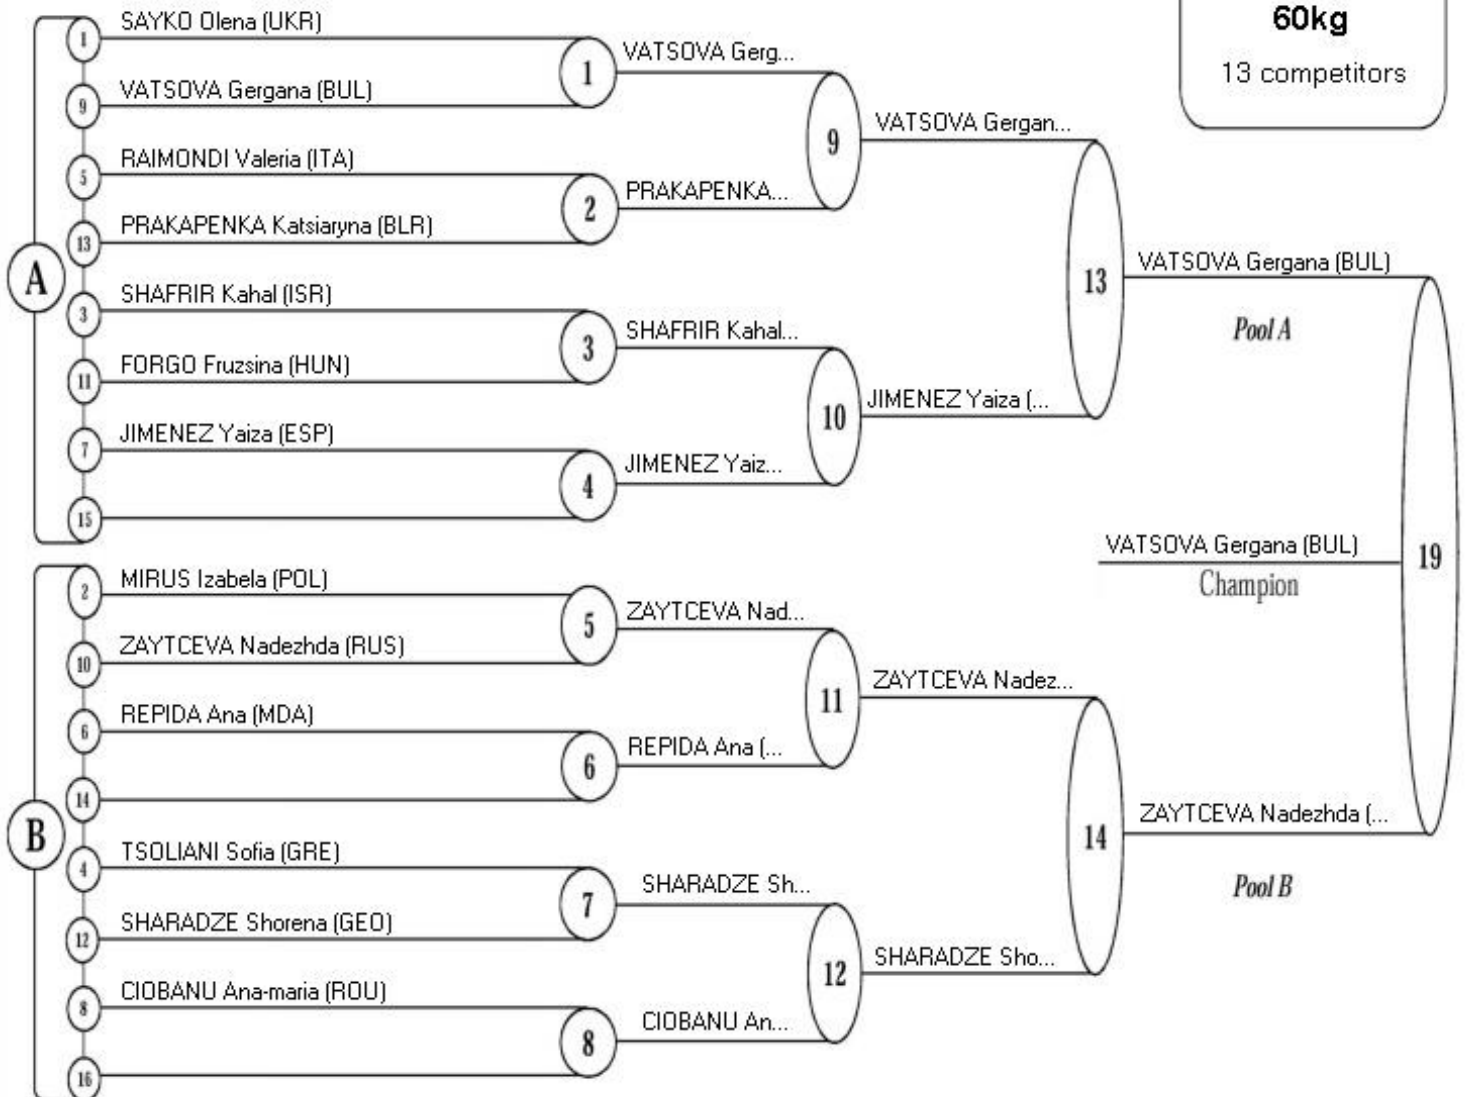 60kg
13 competitors
A
1
SAYKO Olena (UKR)
9
VATSOVA Gergana (BUL)
5
RAIMONDI Valeria (ITA)
13
PRAKAPENKA Katsiaryna (BLR)
3
SHAFRIR Kahal (ISR)
11
FORGO Fruzsina (HUN)
7
JIMENEZ Yaiza (ESP)
15
B
2
MIRUS Izabela (POL)
10
ZAYTCEVA Nadezhda (RUS)
6
REPIDA Ana (MDA)
14
4
TSOLIANI Sofia (GRE)
12
SHARADZE Shorena (GEO)
8
CIOBANU Ana-maria (ROU)
16
1
VATSOVA Gerg...
2
PRAKAPENKA...
3
SHAFRIR Kahal...
4
JIMENEZ Yaiz...
5
ZAYTCEVA Nad...
6
REPIDA Ana (...
7
SHARADZE Sh...
8
CIOBANU An...
9
VATSOVA Gergan...
10
JIMENEZ Yaiza (...
11
ZAYTCEVA Nadez...
12
SHARADZE Sho...
13
VATSOVA Gergana (BUL)
Pool A
14
ZAYTCEVA Nadezhda (...
Pool B
19
VATSOVA Gergana (BUL)
Champion